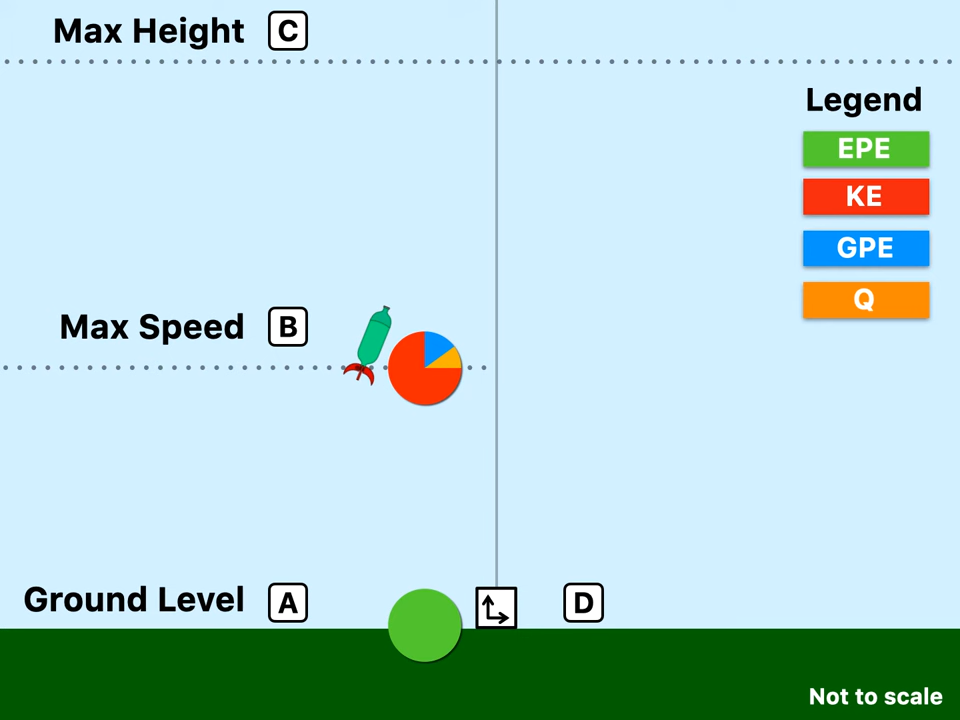 Max Height C
Legend
EPE
KE
GPE
Q
Max Speed B
Ground Level A
D
Not to scale